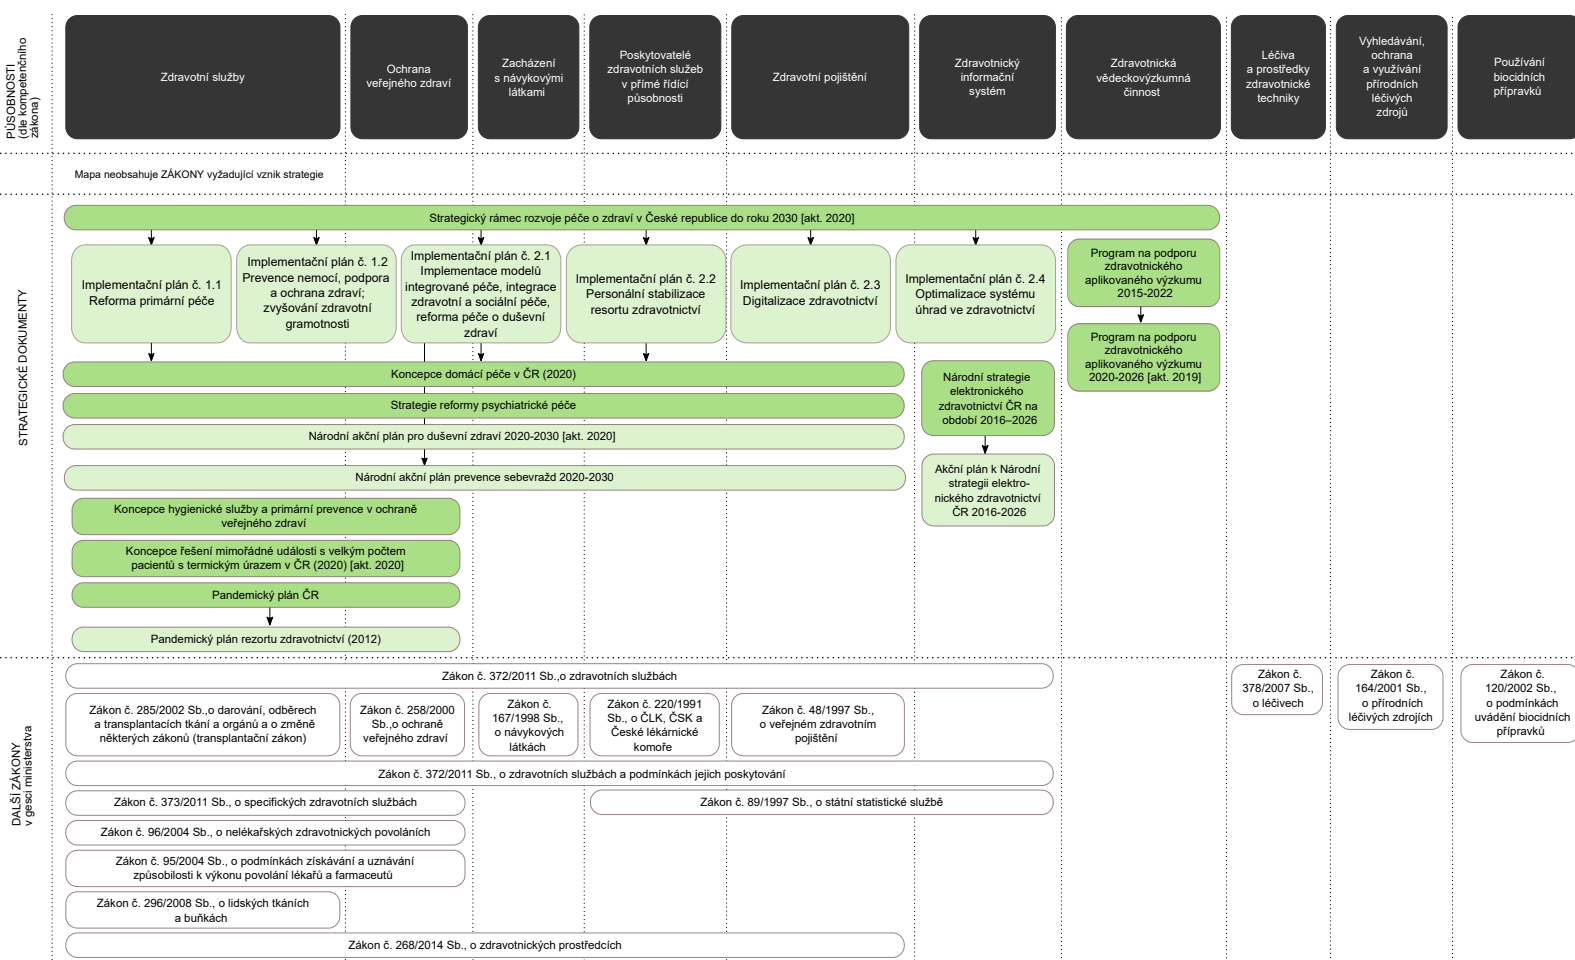 PŮSOBNOSTI
(dle kompetenčního
zákona)
Zdravotní služby
Ochrana
veřejného zdraví
Zacházení
s návykovými
látkami
Poskytovatelé
zdravotních služeb
v přímé řídící
působnosti
Zdravotní pojištění
Zdravotnický
informační
systém
Zdravotnická
vědeckovýzkumná
činnost
Léčiva
a prostředky
zdravotnické
techniky
Vyhledávání,
ochrana
a využívání
přírodních
léčivých
zdrojů
Používání
biocidních
přípravků
Mapa neobsahuje ZÁKONY vyžadující vznik strategie
STRATEGICKÉ DOKUMENTY
Strategický rámec rozvoje péče o zdraví v České republice do roku 2030 [akt. 2020]
Implementační plán č. 1.1
Reforma primární péče
Implementační plán č. 1.2
Prevence nemocí, podpora
a ochrana zdraví;
zvyšování zdravotní
gramotnosti
Implementační plán č. 2.1
Implementace modelů
integrované péče, integrace
zdravotní a sociální péče,
reforma péče o duševní
zdraví
Implementační plán č. 2.2
Personální stabilizace
resortu zdravotnictví
Implementační plán č. 2.3
Digitalizace zdravotnictví
Implementační plán č. 2.4
Optimalizace systému
úhrad ve zdravotnictví
Program na podporu
zdravotnického
aplikovaného výzkumu
2015-2022
Program na podporu
zdravotnického
aplikovaného výzkumu
2020-2026 [akt. 2019]
Koncepce domácí péče v ČR (2020)
Strategie reformy psychiatrické péče
Národní akční plán pro duševní zdraví 2020-2030 [akt. 2020]
Národní akční plán prevence sebevražd 2020-2030
Národní strategie
elektronického
zdravotnictví ČR na
období 2016–2026
Akční plán k Národní
strategii elektro-
nického zdravotnictví
ČR 2016-2026
Koncepce hygienické služby a primární prevence v ochraně
veřejného zdraví
Koncepce řešení mimořádné události s velkým počtem
pacientů s termickým úrazem v ČR (2020) [akt. 2020]
Pandemický plán ČR
Pandemický plán rezortu zdravotnictví (2012)
DALŠÍ ZÁKONY
v gesci ministerstva
Zákon č. 372/2011 Sb.,o zdravotních službách
Zákon č. 285/2002 Sb.,o darování, odběrech
a transplantacích tkání a orgánů a o změně
některých zákonů (transplantační zákon)
Zákon č. 258/2000
Sb.,o ochraně
veřejného zdraví
Zákon č.
167/1998 Sb.,
o návykových
látkách
Zákon č. 220/1991
Sb., o ČLK, ČSK a
České lékárnické
komoře
Zákon č. 48/1997 Sb.,
o veřejném zdravotním
pojištění
Zákon č.
378/2007 Sb.,
o léčivech
Zákon č.
164/2001 Sb.,
o přírodních
léčivých zdrojích
Zákon č.
120/2002 Sb.,
o podmínkách
uvádění biocidních
přípravků
Zákon č. 372/2011 Sb., o zdravotních službách a podmínkách jejich poskytování
Zákon č. 373/2011 Sb., o specifických zdravotních službách
Zákon č. 89/1997 Sb., o státní statistické službě
Zákon č. 96/2004 Sb., o nelékařských zdravotnických povoláních
Zákon č. 95/2004 Sb., o podmínkách získávání a uznávání
způsobilosti k výkonu povolání lékařů a farmaceutů
Zákon č. 296/2008 Sb., o lidských tkáních
a buňkách
Zákon č. 268/2014 Sb., o zdravotnických prostředcích